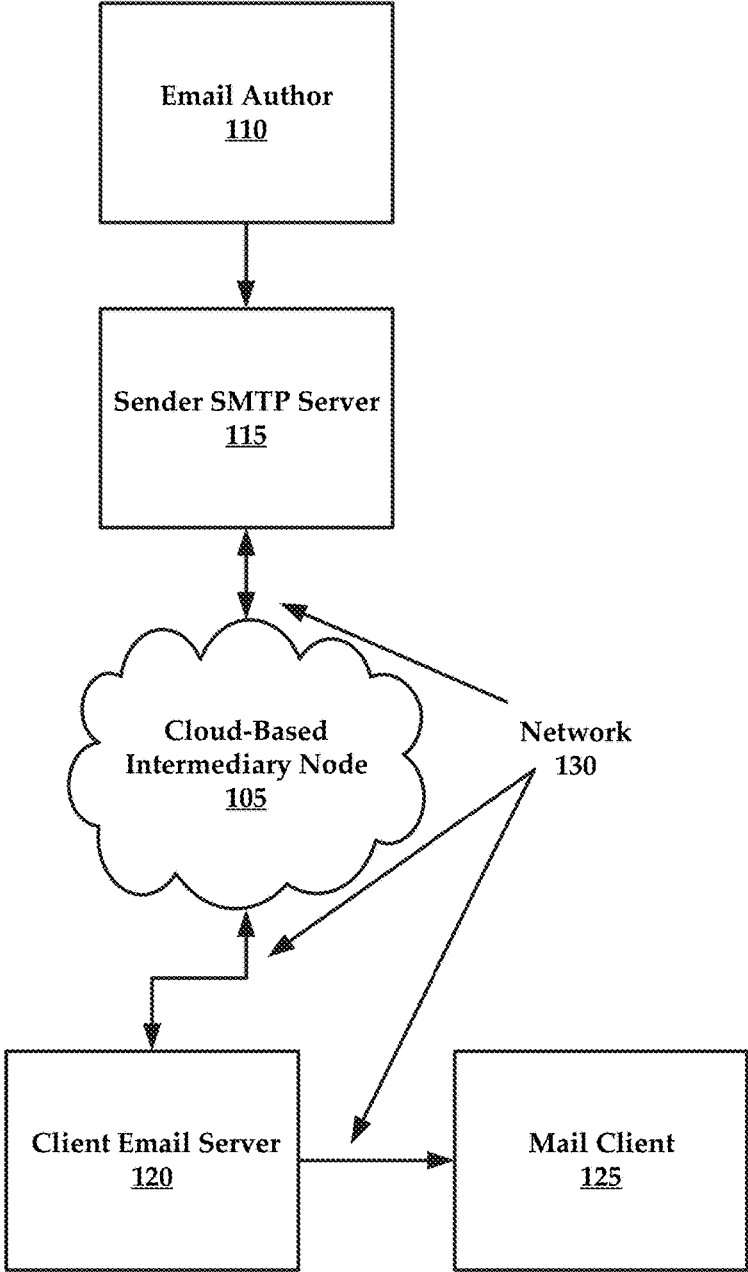 Email Author
110
Sender SMTP Server
115
Cloud-Based
Intermediary Node
105
Network
130
Client Email Server
120
Mail Client
125